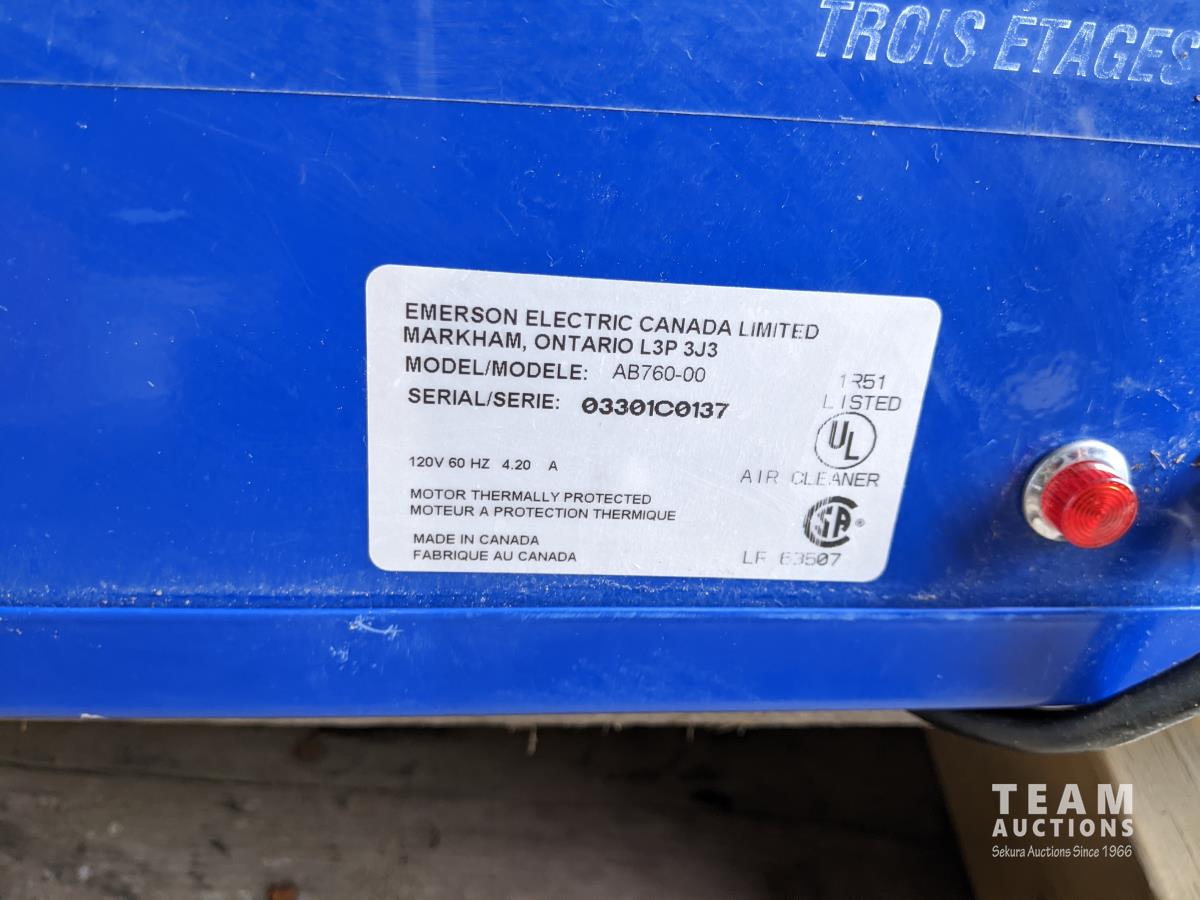 TROIS ETAGES
EMERSON ELECTRIC CANADA LIMITED
MARKHAM, ONTARIO L3P 3J3
MODEL/MODELE: AB760-00
SERIAL/SERIE: 03301C0137
1R51
LISTED
UL
120V 60 HZ 4.20 A
AIR CLEANER
MOTOR THERMALLY PROTECTED
MOTEUR A PROTECTION THERMIQUE
SA ®
MADE IN CANADA
FABRIQUE AU CANADA
LR 63507
TEAM
AUCTIONS
Sekura Auctions Since 1966